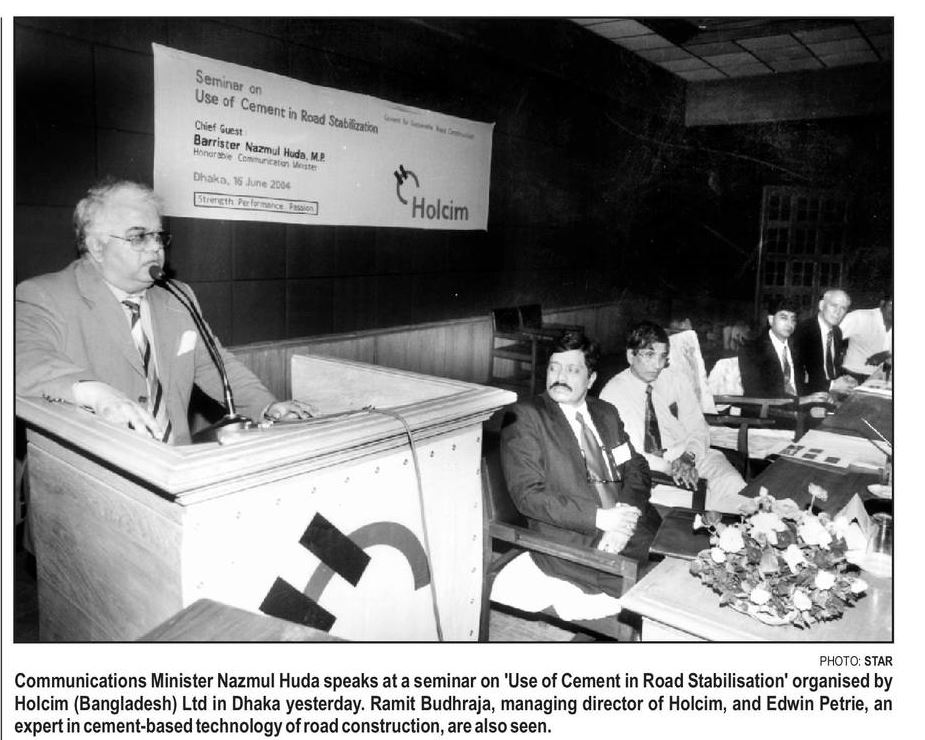 Seminar on
Use of Cement in Road Stabilization
Cement for Sustainable Road Construction
Chief Guest
Barrister Nazmul Huda, M.P.
Honorable Communication Minister
Dhaka, 16 June 2004
Strength. Performance. Passion.
Holcim
PHOTO: STAR
Communications Minister Nazmul Huda speaks at a seminar on 'Use of Cement in Road Stabilisation' organised by
Holcim (Bangladesh) Ltd in Dhaka yesterday. Ramit Budhraja, managing director of Holcim, and Edwin Petrie, an
expert in cement-based technology of road construction, are also seen.